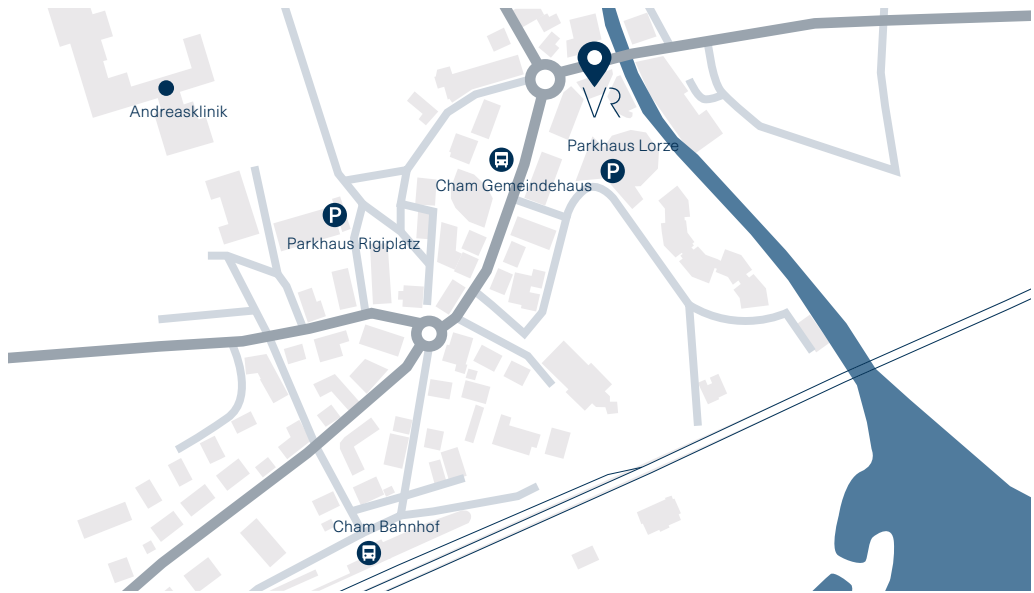 Andreasklinik
VR
Parkhaus Lorze
P
Cham Gemeindehaus
P
Parkhaus Rigiplatz
Cham Bahnhof